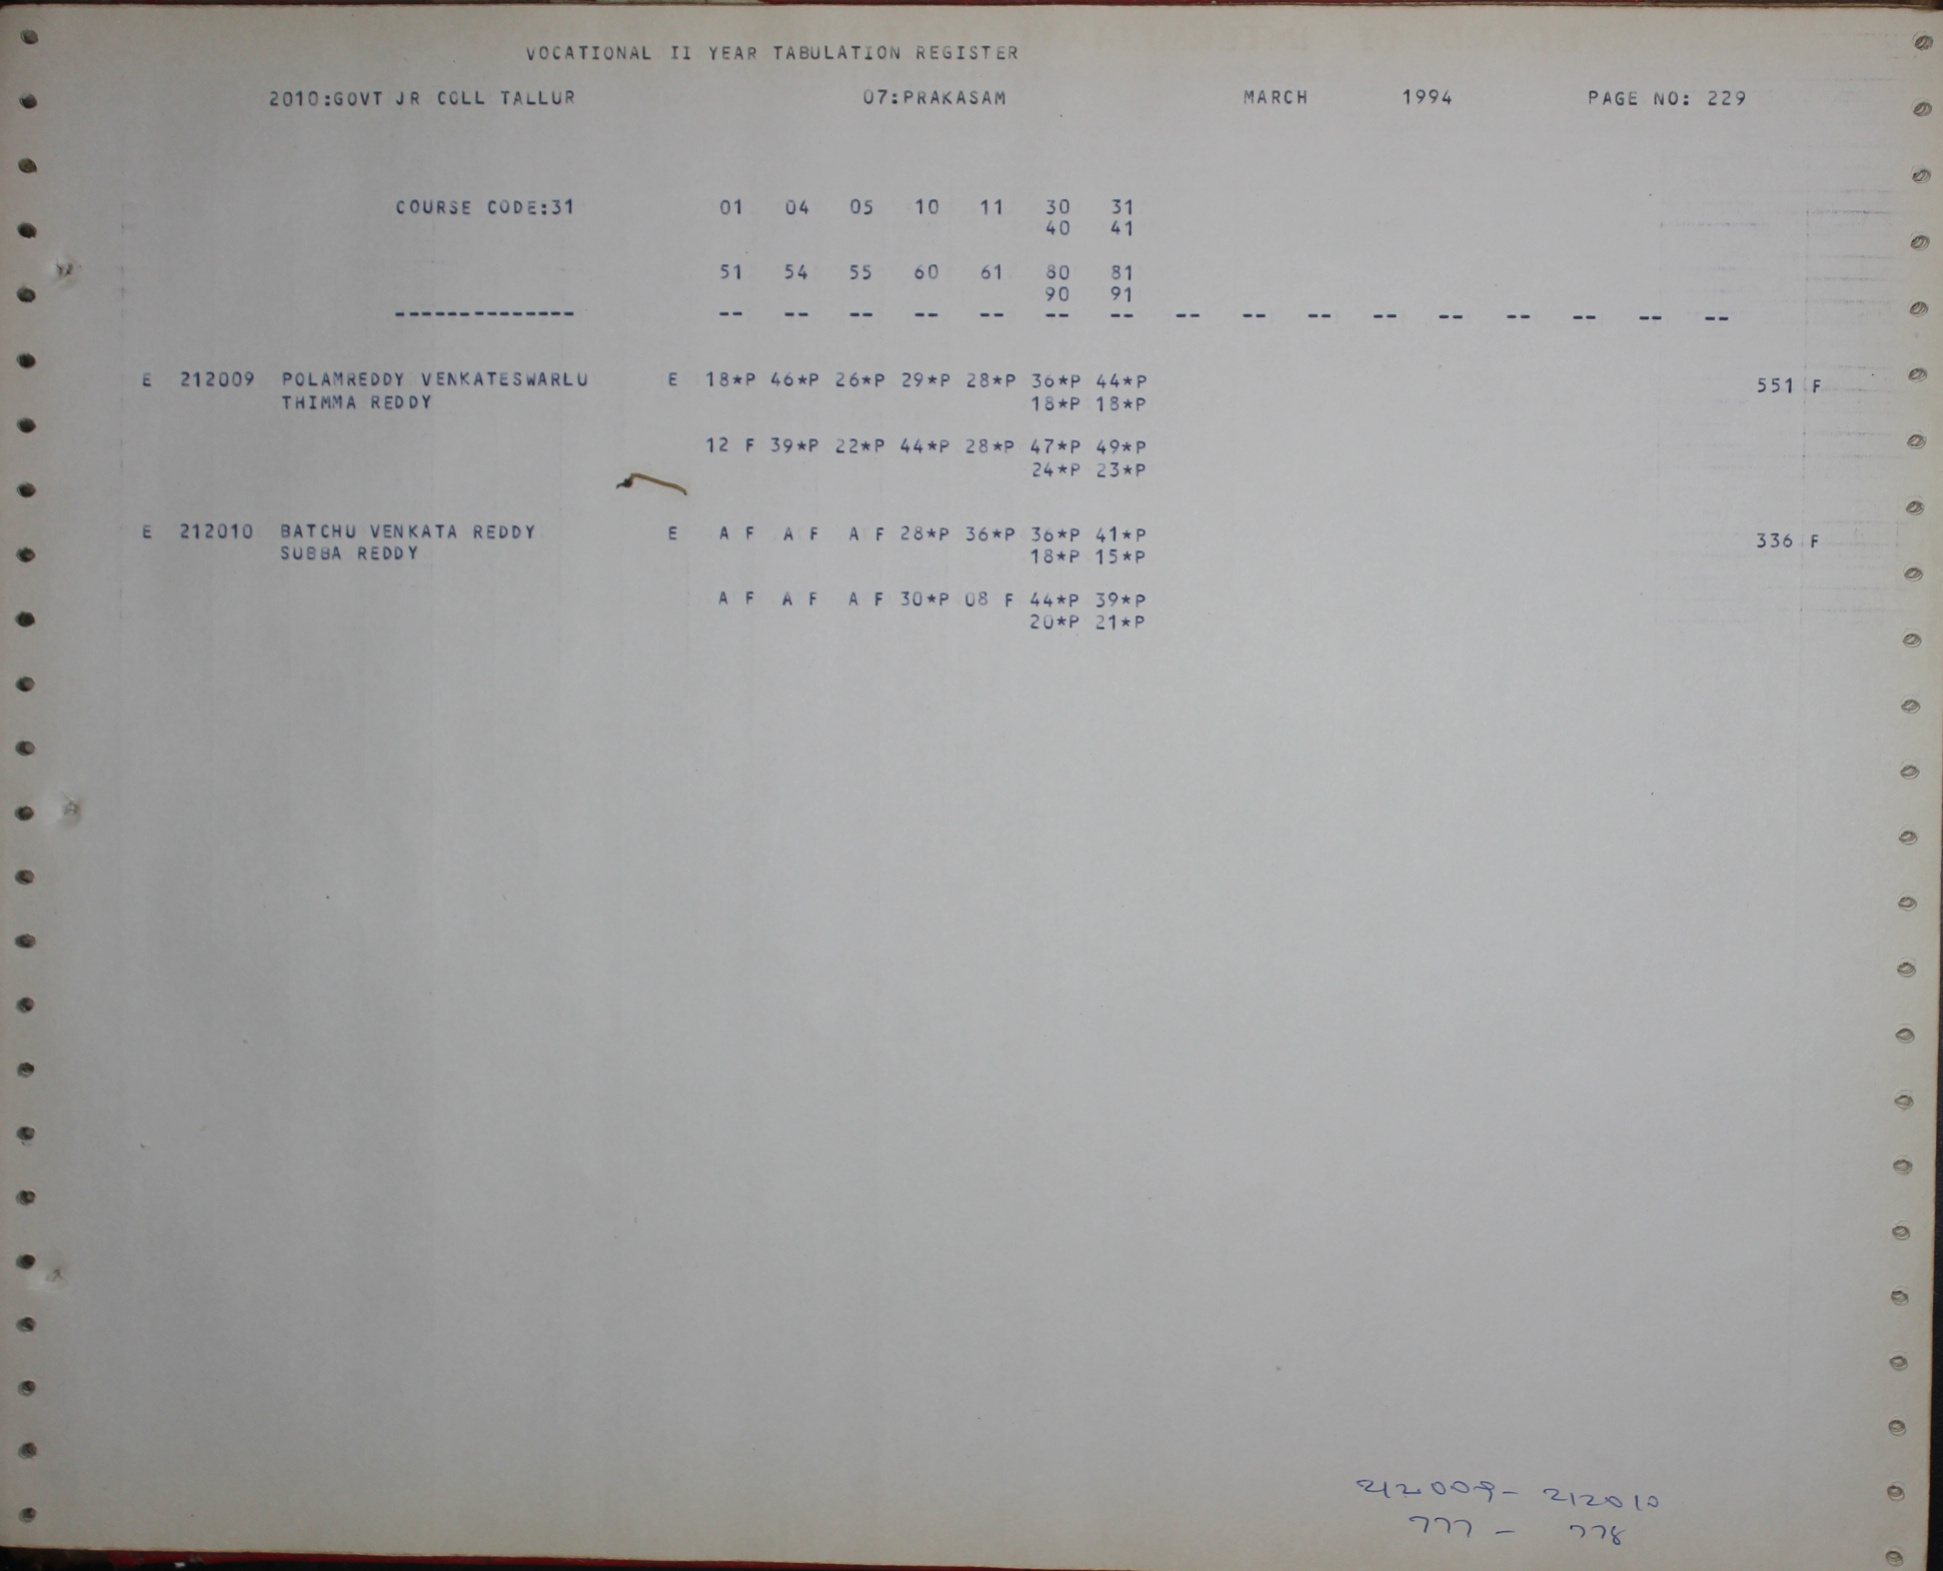 VOCATIONAL II YEAR TABULATION REGISTER
2010:GOVT JR COLL TALLUR 07:PRAKASAM MARCH 1994 PAGE NO: 229
COURSE CODE:31 01 04 05 10 11 30 31
40 41
51 54 55 60 61 80 81
90 91
-------------- -- -- -- -- -- -- -- -- -- -- -- -- -- -- -- --
E 212009 POLAMREDDY VENKATESWARLU E 18*P 46*P 26*P 29*P 28*P 36*P 44*P 551 F
THIMMA REDDY 18*P 18*P
12 F 39*P 22*P 44*P 28*P 47*P 49*P
24*P 23*P
E 212010 BATCHU VENKATA REDDY E A F A F A F 28*P 36*P 36*P 41*P 336 F
SUBBA REDDY 18*P 15*P
A F A F A F 30*P 08 F 44*P 39*P
20*P 21*P
212009- 212010
777 - 778